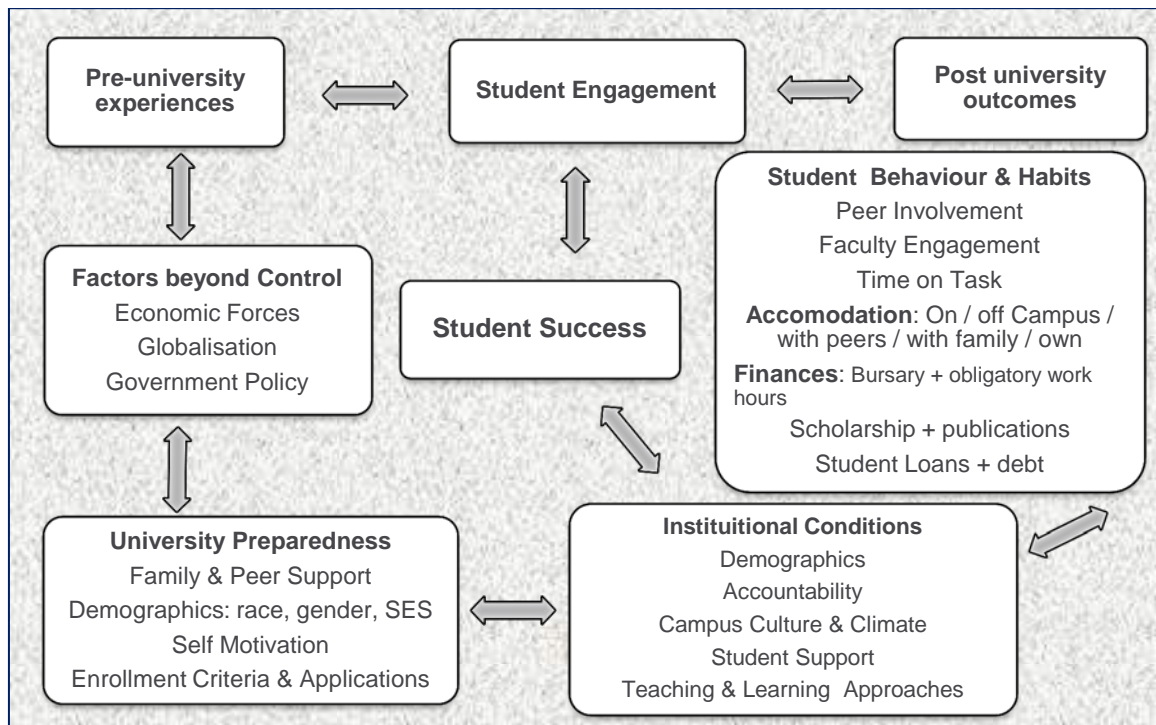 Pre-university
experiences
Student Engagement
Post university
outcomes
Student Behaviour & Habits
Peer Involvement
Faculty Engagement
Time on Task
Accomodation: On / off Campus /
with peers / with family / own
Finances: Bursary + obligatory work
hours
Scholarship + publications
Student Loans + debt
Factors beyond Control
Economic Forces
Globalisation
Government Policy
Student Success
University Preparedness
Family & Peer Support
Demographics: race, gender, SES
Self Motivation
Enrollment Criteria & Applications
Instituitional Conditions
Demographics
Accountability
Campus Culture & Climate
Student Support
Teaching & Learning Approaches